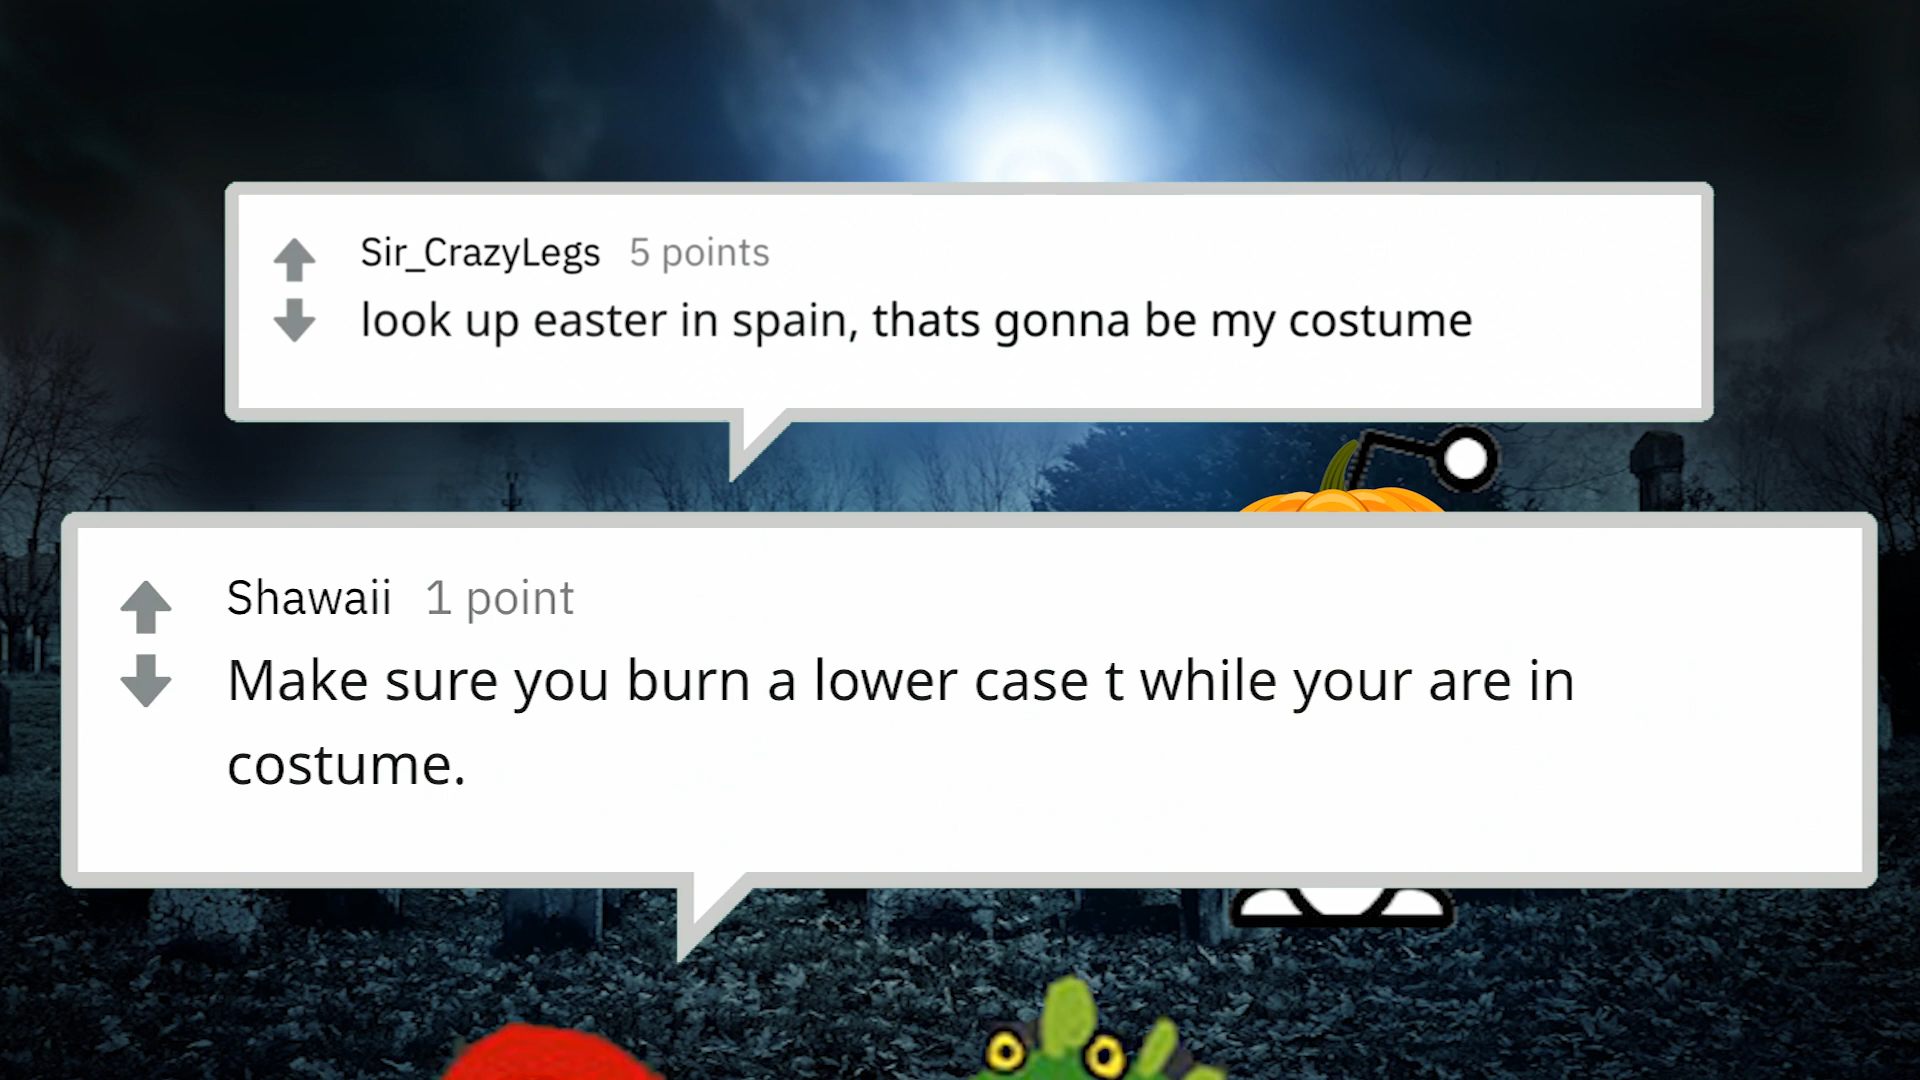 Sir_CrazyLegs 5 points
look up easter in spain, thats gonna be my costume
Shawaii 1 point
Make sure you burn a lower case t while your are in
costume.